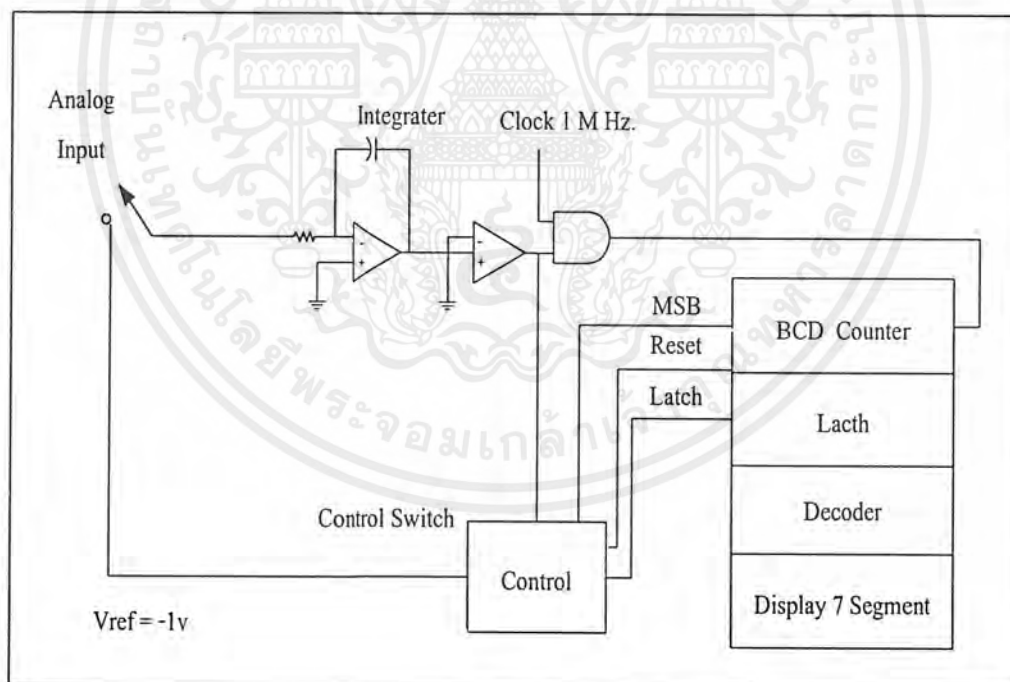 Analog
Input
Integrater
Clock 1 M Hz.
MSB
Reset
Latch
BCD Counter
Lacth
Decoder
Display 7 Segment
Control Switch
Control
Vref = -1v